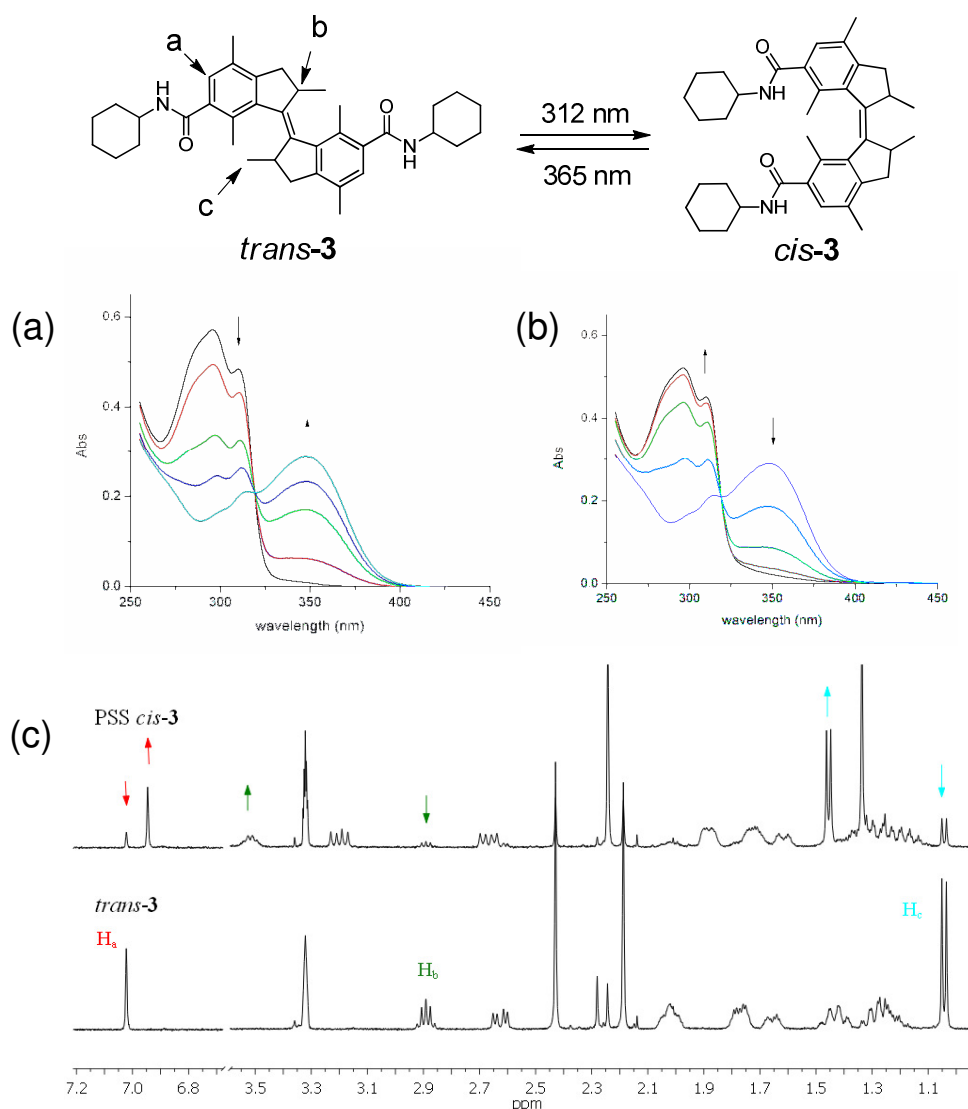 a
b
c
O
NH
H
N
O
N
H
312 nm
365 nm
O
NH
O
NH
trans-3
cis-3
(a)
(b)
0.6
0.4
0.2
0.0
Abs
250 300 350 400 450
wavelength (nm)
0.6
0.4
0.2
0.0
Abs
250 300 350 400 450
wavelength (nm)
(c)
PSS cis-3
trans-3
Ha
Hb
Hc
7.2 7.0 6.8 3.5 3.3 3.1 2.9 2.7 2.5 2.3 2.1 1.9 1.7 1.5 1.3 1.1
ppm